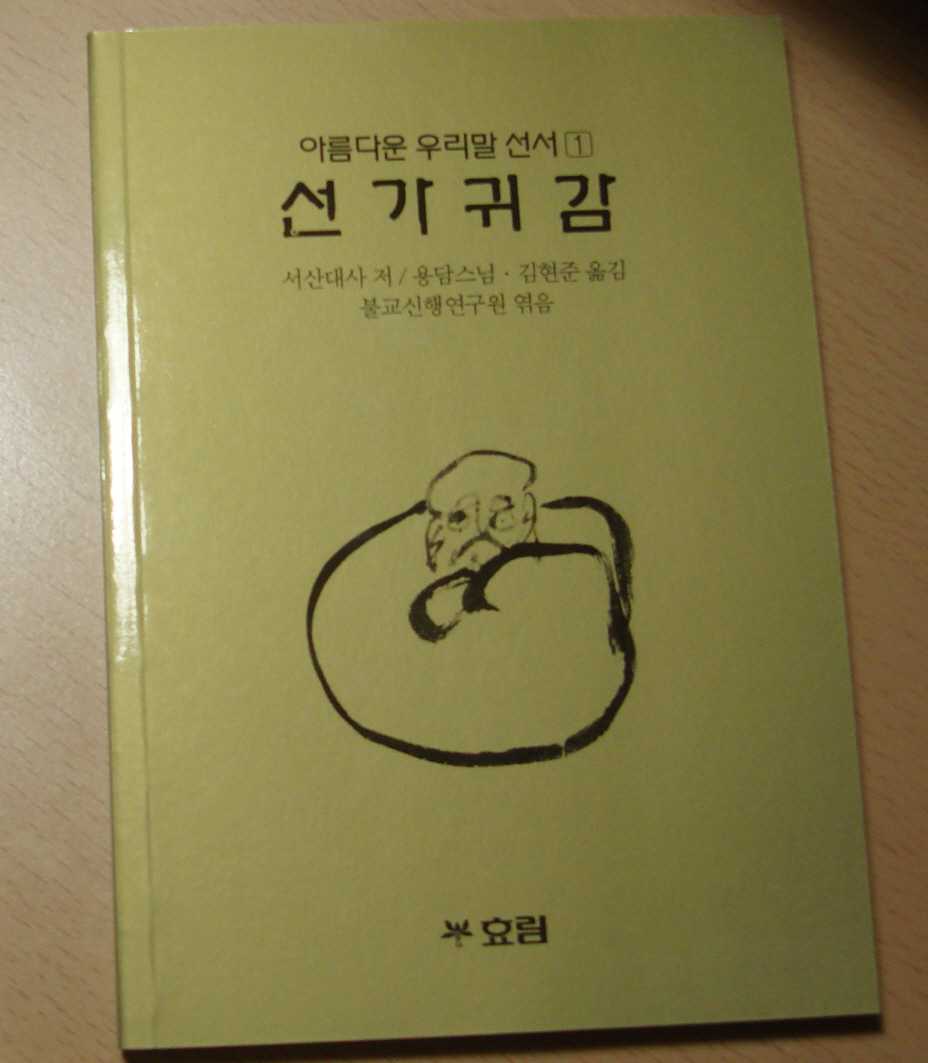 아름다운 우리말 선서 1
선가귀감
서산대사 저 / 용담스님 · 김현준 옮김
불교신행연구원 엮음
효림